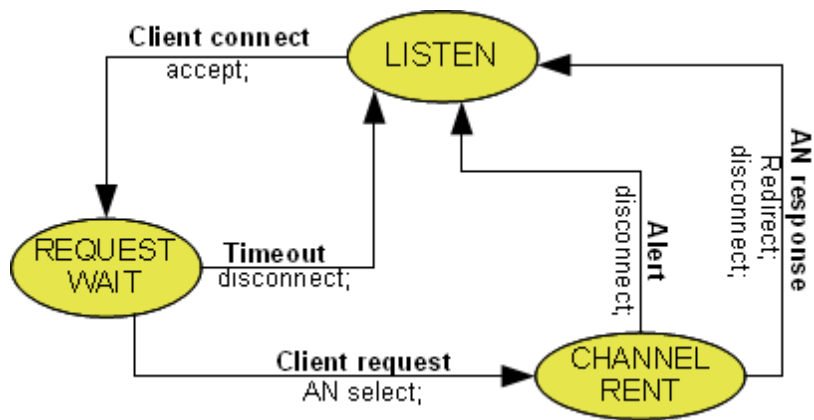 Client connect
accept;
LISTEN
REQUEST
WAIT
Timeout
disconnect;
Alert
disconnect;
AN response
Redirect;
disconnect;
Client request
AN select;
CHANNEL
RENT